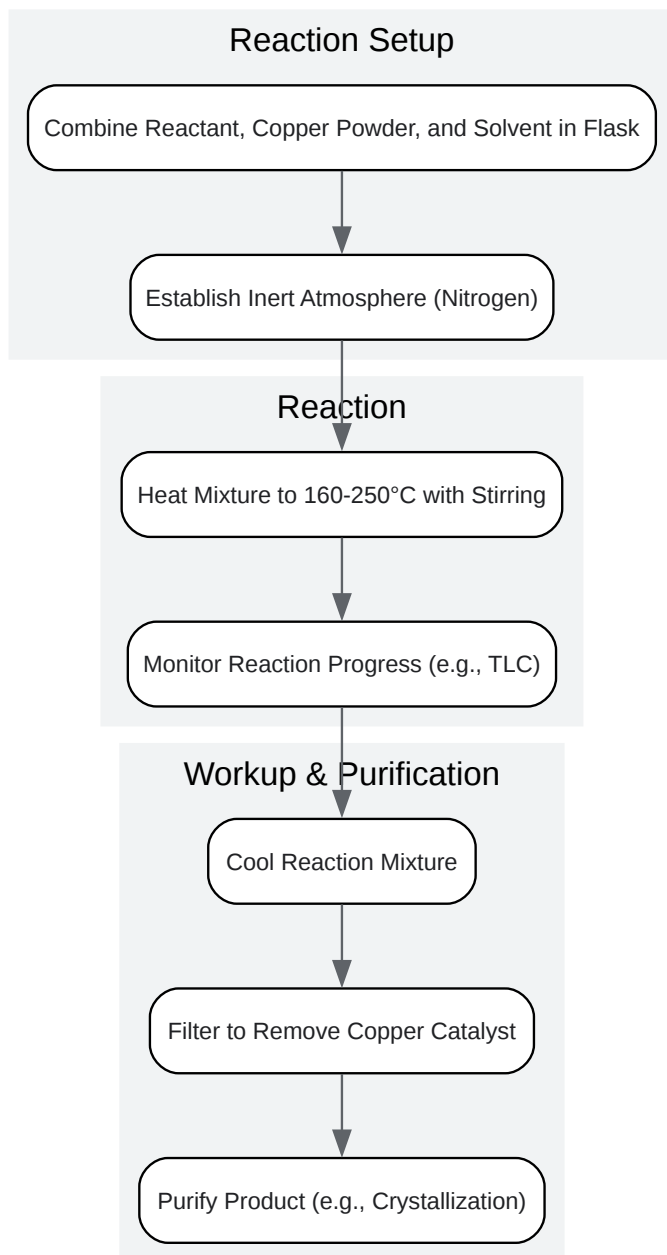 Reaction Setup
Combine Reactant, Copper Powder, and Solvent in Flask
Establish Inert Atmosphere (Nitrogen)
Reaction
Heat Mixture to 160-250°C with Stirring
Monitor Reaction Progress (e.g., TLC)
Workup & Purification
Cool Reaction Mixture
Filter to Remove Copper Catalyst
Purify Product (e.g., Crystallization)